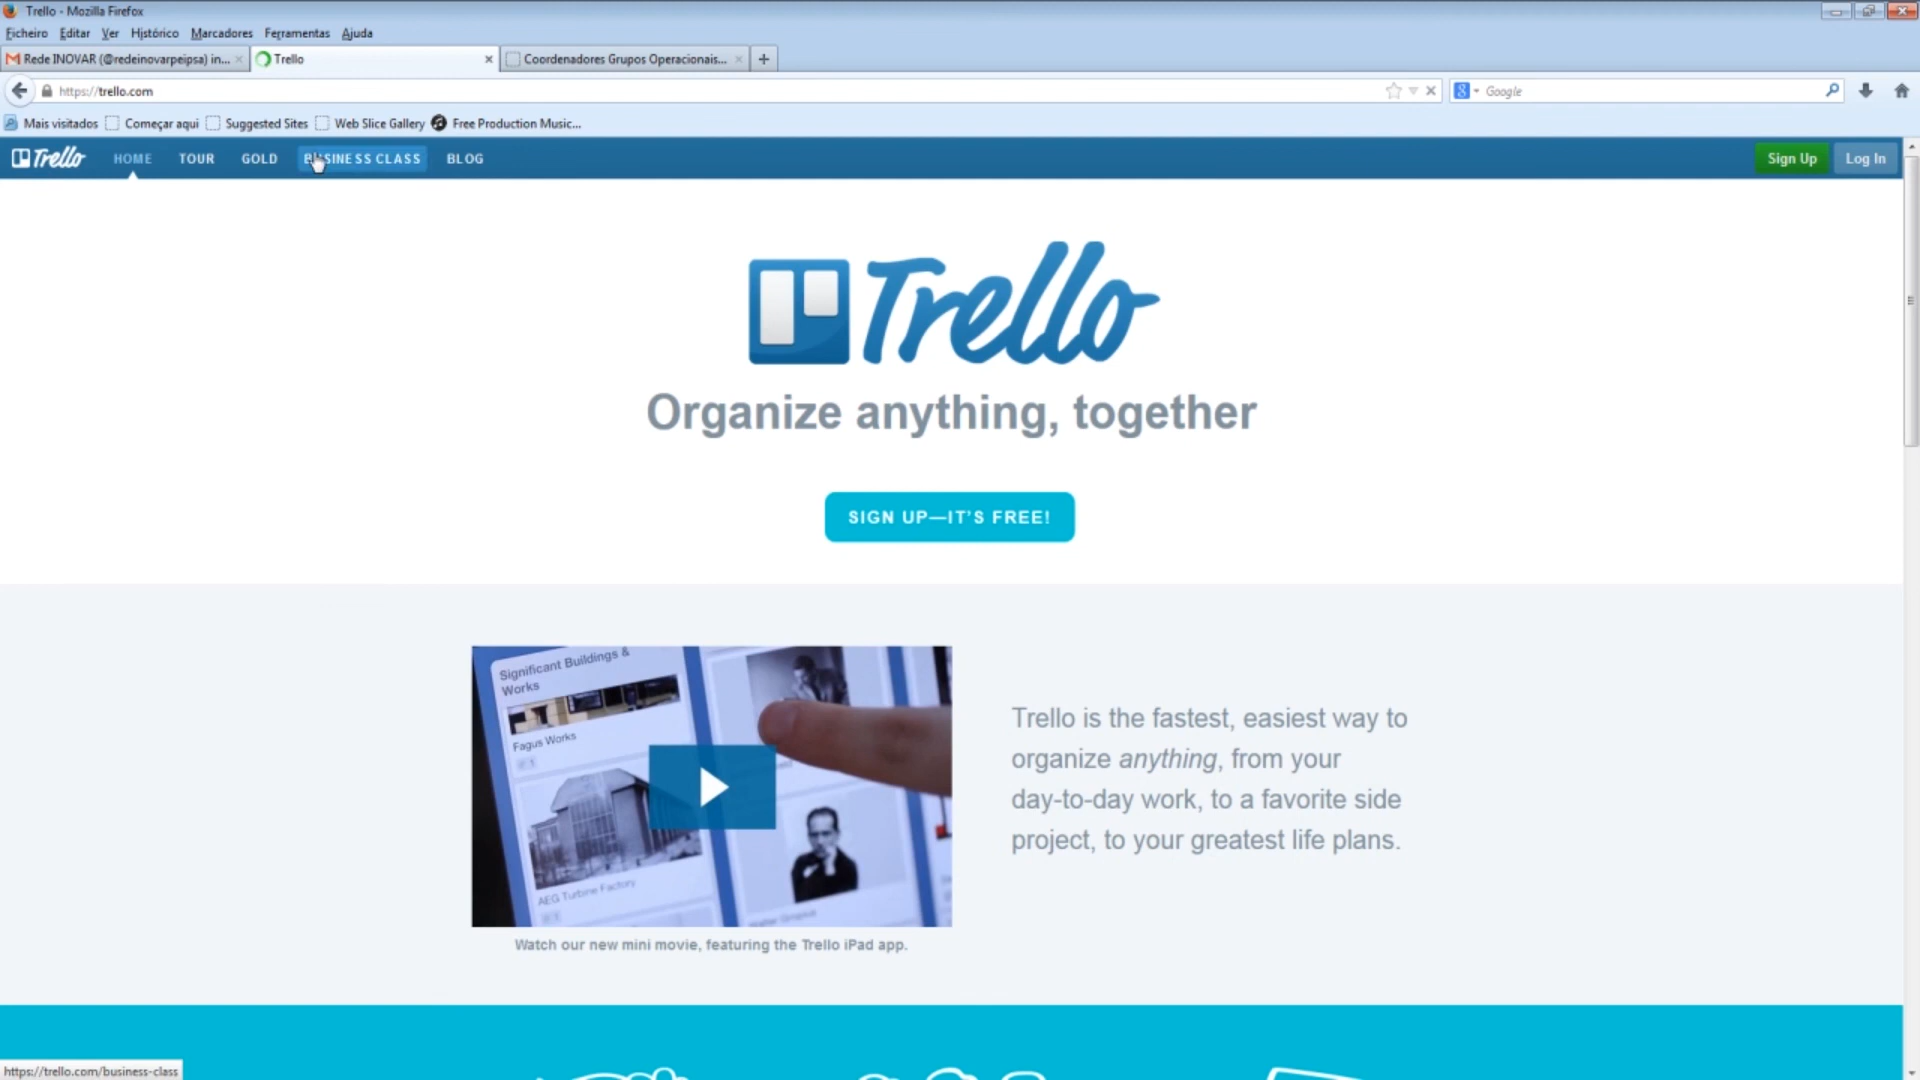 Trello - Mozilla Firefox
Ficheiro Editar Ver Histórico Marcadores Ferramentas Ajuda
Rede INOVAR (@redeinovarpeipsa) in...
Trello
Coordenadores Grupos Operacionais...
https://trello.com
Google
Mais visitados Começar aqui Suggested Sites Web Slice Gallery Free Production Music...
Trello HOME TOUR GOLD BUSINESS CLASS BLOG Sign Up Log In
Trello
Organize anything, together
SIGN UP—IT'S FREE!
Significant Buildings &
Works
Fagus Works
AEG Turbine Factory
Trello is the fastest, easiest way to
organize anything, from your
day-to-day work, to a favorite side
project, to your greatest life plans.
Watch our new mini movie, featuring the Trello iPad app.
https://trello.com/business-class